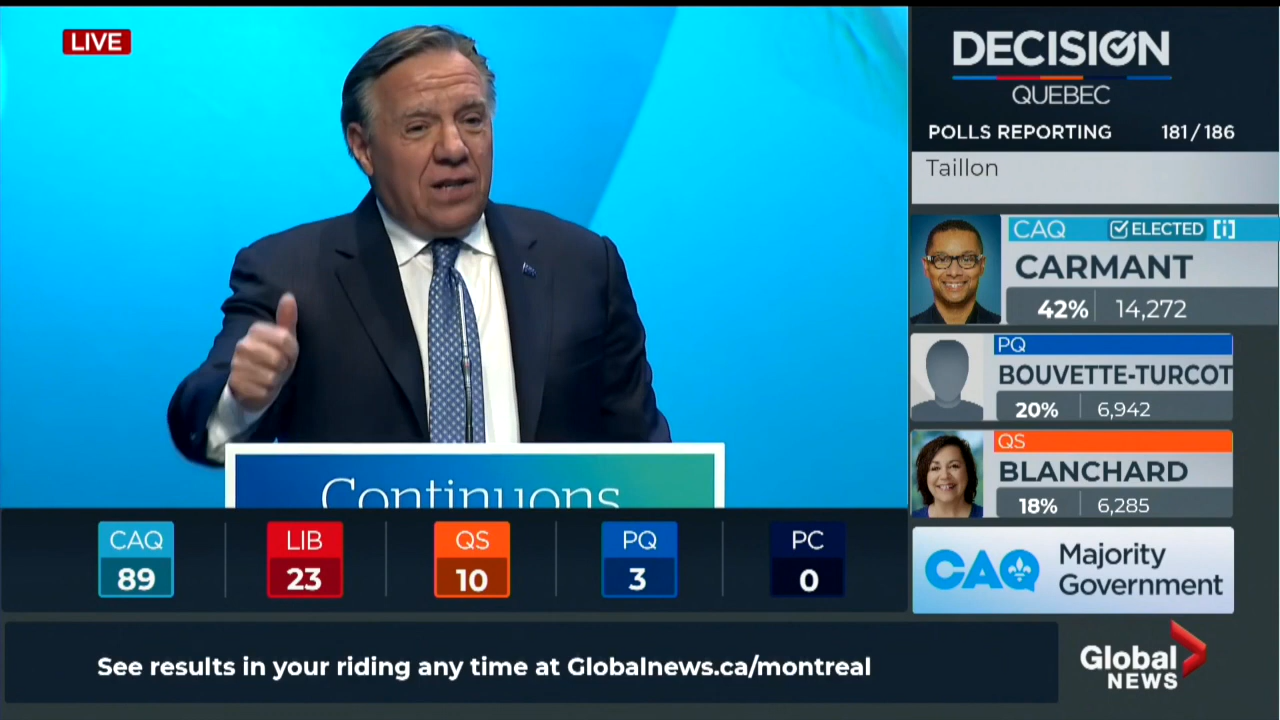 LIVE
Continuons
CAQ
89
LIB
23
QS
10
PQ
3
PC
0
See results in your riding any time at Globalnews.ca/montreal
DECISION
QUEBEC
POLLS REPORTING 181/186
Taillon
CAQ ELECTED [i]
CARMANT
42% 14,272
PQ
BOUVETTE-TURCOT
20% 6,942
QS
BLANCHARD
18% 6,285
CAQ Majority
Government
Global
NEWS